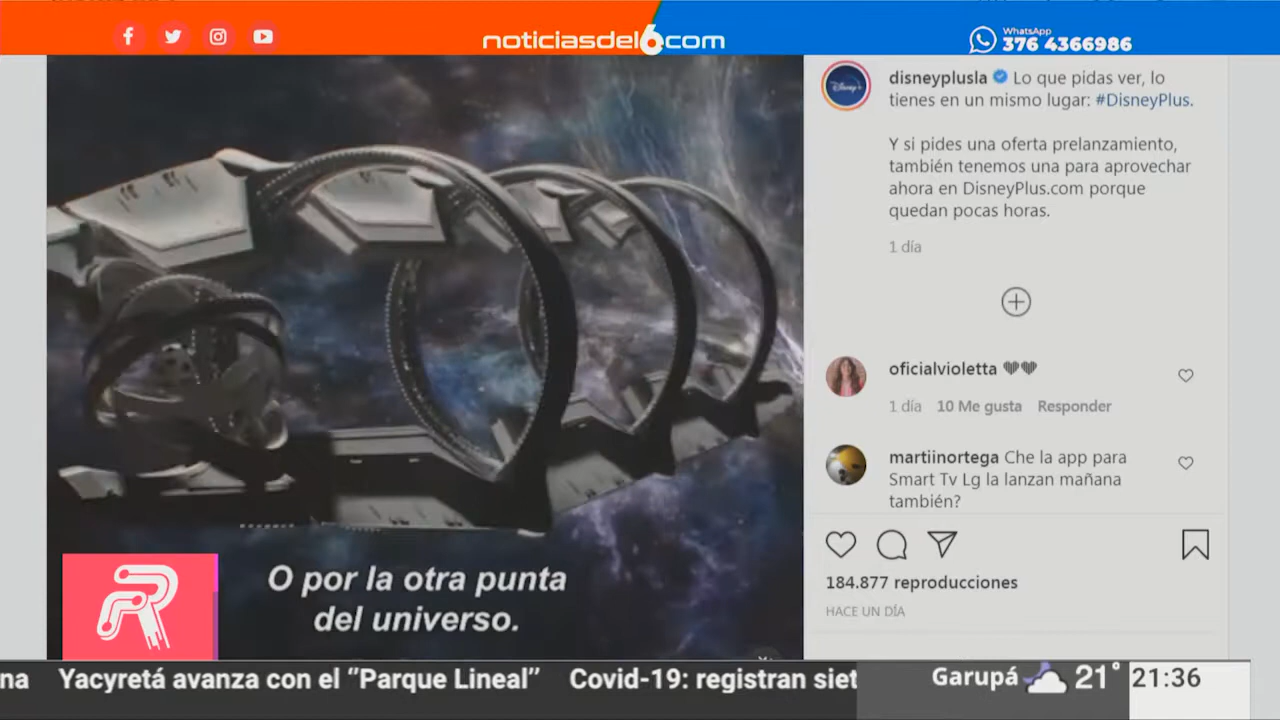 noticiasdel6.com
WhatsApp
376 4366986
disneyplusla Lo que pidas ver, lo
tienes en un mismo lugar: #DisneyPlus.
Y si pides una oferta prelanzamiento,
también tenemos una para aprovechar
ahora en DisneyPlus.com porque
quedan pocas horas.
1 día
oficialvioletta
1 día 10 Me gusta Responder
martiinortega Che la app para
Smart Tv Lg la lanzan mañana
también?
184.877 reproducciones
HACE UN DÍA
O por la otra punta
del universo.
R
na Yacyretá avanza con el "Parque Lineal" Covid-19: registran siet
Garupá 21° 21:36